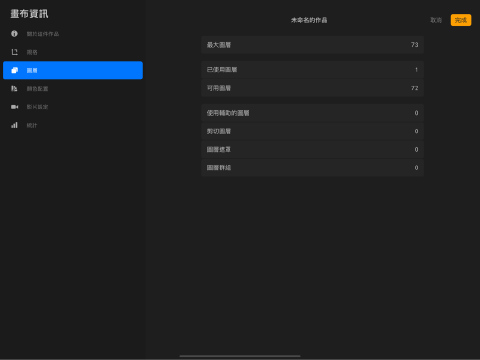 畫布資訊
未命名的作品
取消
完成
關於這件作品
規格
圖層
顏色配置
影片設定
統計
最大圖層 73
已使用圖層 1
可用圖層 72
使用輔助的圖層 0
剪切圖層 0
圖層遮罩 0
圖層群組 0